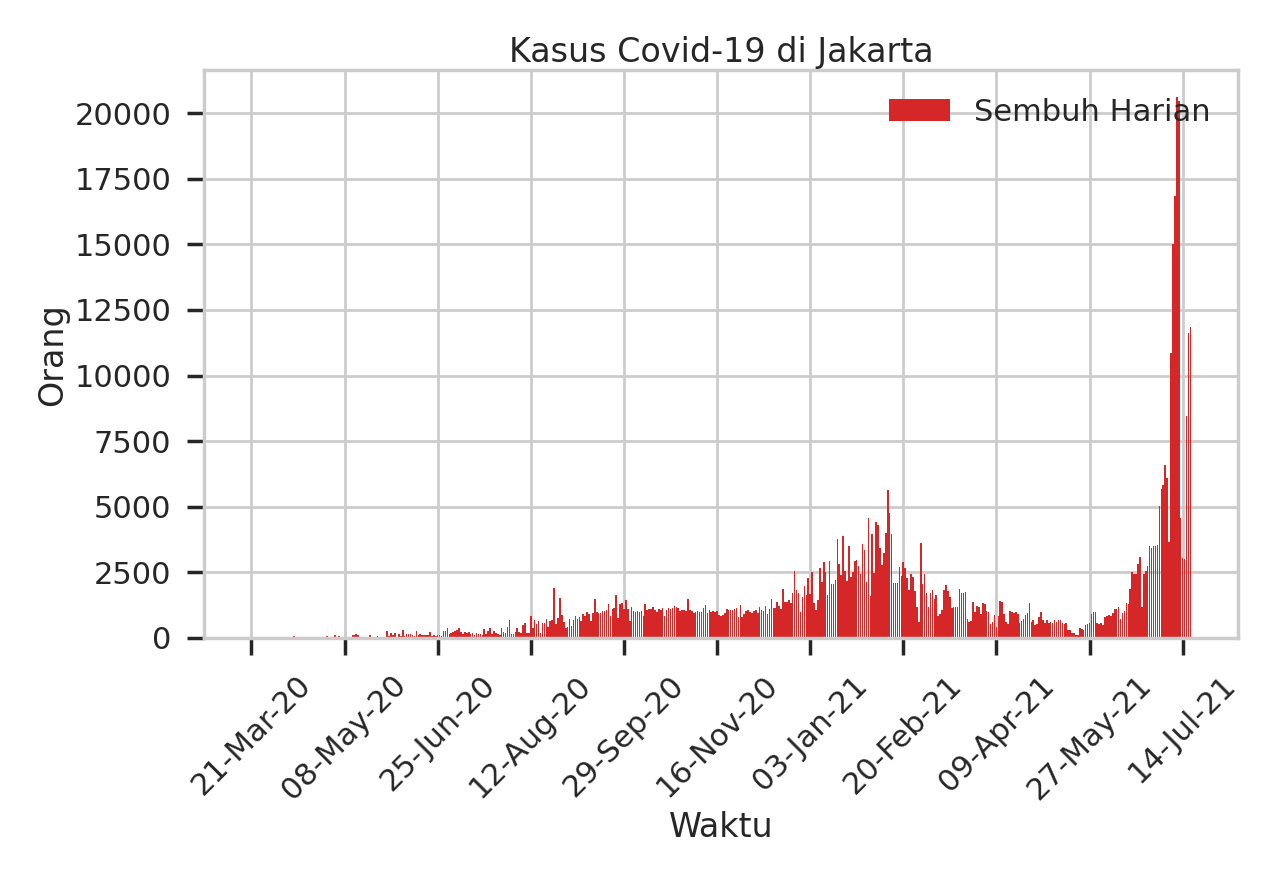 Kasus Covid-19 di Jakarta
Sembuh Harian
Orang
20000
17500
15000
12500
10000
7500
5000
2500
0
21-Mar-20
08-May-20
25-Jun-20
12-Aug-20
29-Sep-20
16-Nov-20
03-Jan-21
20-Feb-21
09-Apr-21
27-May-21
14-Jul-21
Waktu